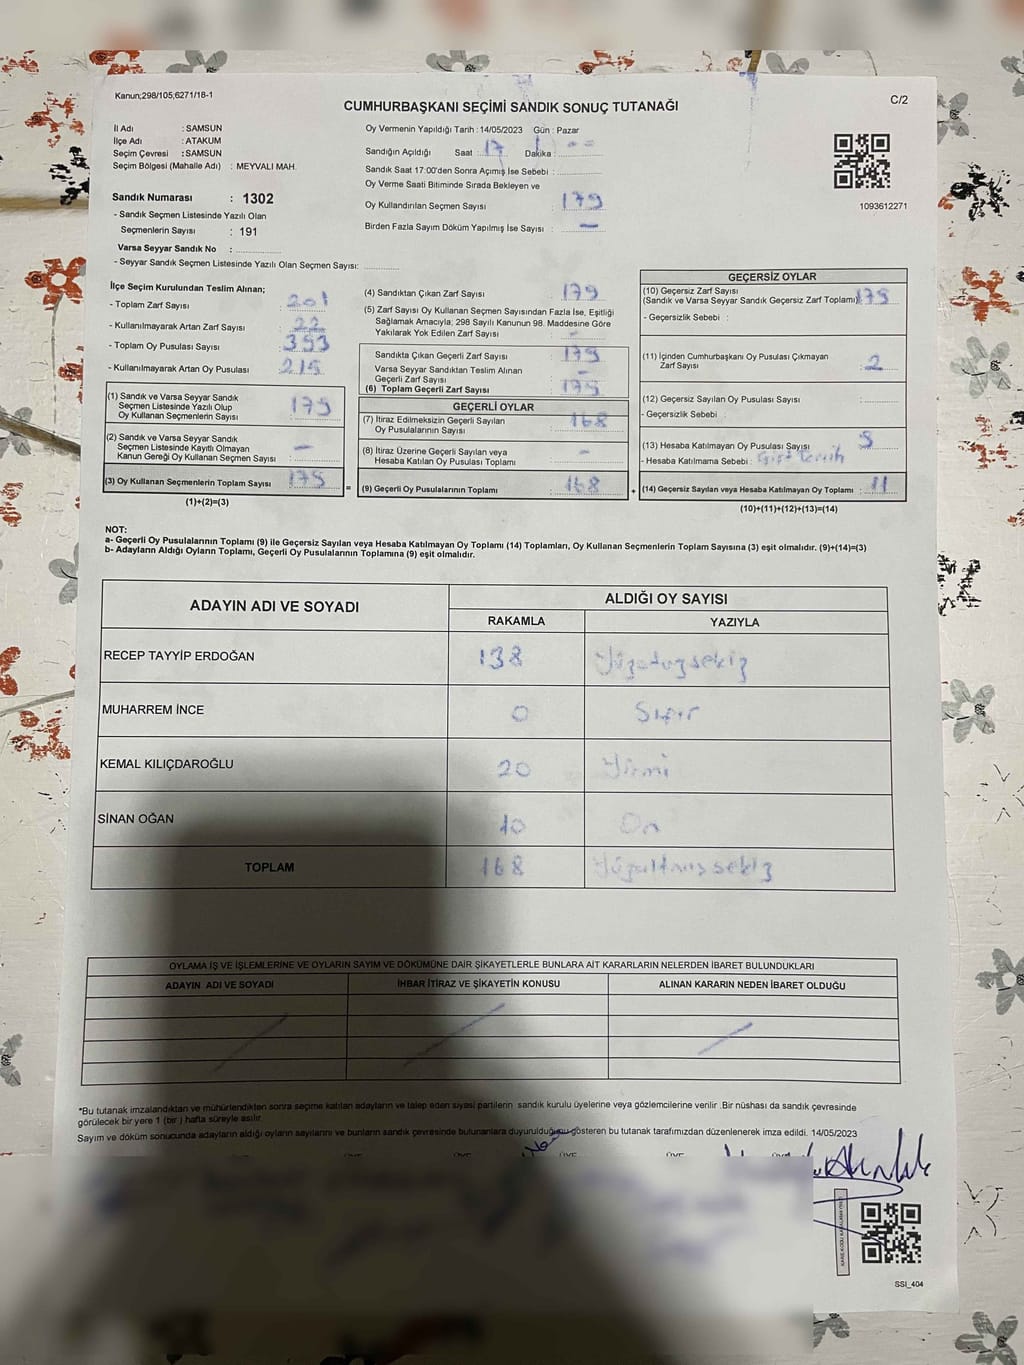 Kanun;298/105,6271/18-1
C/2
CUMHURBAŞKANI SEÇİMİ SANDIK SONUÇ TUTANAĞI
İl Adı : SAMSUN
İlçe Adı : ATAKUM
Seçim Çevresi : SAMSUN
Seçim Bölgesi (Mahalle Adı) : MEYVALI MAH.
Sandık Numarası : 1302
- Sandık Seçmen Listesinde Yazılı Olan
Seçmenlerin Sayısı : 191
Varsa Seyyar Sandık No :
- Seyyar Sandık Seçmen Listesinde Yazılı Olan Seçmen Sayısı:
Oy Vermenin Yapıldığı Tarih : 14/05/2023 Gün : Pazar
Sandığın Açıldığı Saat : 17 Dakika :
Sandık Saat 17:00'den Sonra Açımış İse Sebebi :
Oy Verme Saati Bitiminde Sırada Bekleyen ve
Oy Kullandırılan Seçmen Sayısı : 179
Birden Fazla Sayım Döküm Yapılmış İse Sayısı : —
1093612271
İlçe Seçim Kurulundan Teslim Alınan;
- Toplam Zarf Sayısı : 201
- Kullanılmayarak Artan Zarf Sayısı : 22
- Toplam Oy Pusulası Sayısı : 393
- Kullanılmayarak Artan Oy Pusulası : 215
(1) Sandık ve Varsa Seyyar Sandık
Seçmen Listesinde Yazılı Olup
Oy Kullanan Seçmenlerin Sayısı : 179
(2) Sandık ve Varsa Seyyar Sandık
Seçmen Listesinde Kayıtlı Olmayan
Kanun Gereği Oy Kullanan Seçmen Sayısı : —
(3) Oy Kullanan Seçmenlerin Toplam Sayısı : 179
(1)+(2)=(3)
(4) Sandıktan Çıkan Zarf Sayısı : 179
(5) Zarf Sayısı Oy Kullanan Seçmen Sayısından Fazla İse, Eşitliği
Sağlamak Amacıyla; 298 Sayılı Kanunun 98. Maddesine Göre
Yakılarak Yok Edilen Zarf Sayısı : —
Sandıkta Çıkan Geçerli Zarf Sayısı : 179
Varsa Seyyar Sandıktan Teslim Alınan
Geçerli Zarf Sayısı : —
(6) Toplam Geçerli Zarf Sayısı : 179
GEÇERLİ OYLAR
(7) İtiraz Edilmeksizin Geçerli Sayılan
Oy Pusulalarının Sayısı : 168
(8) İtiraz Üzerine Geçerli Sayılan veya
Hesaba Katılan Oy Pusulası Toplamı : —
= (9) Geçerli Oy Pusulalarının Toplamı : 168
GEÇERSİZ OYLAR
(10) Geçersiz Zarf Sayısı
(Sandık ve Varsa Seyyar Sandık Geçersiz Zarf Toplamı) : 179
- Geçersizlik Sebebi :
(11) İçinden Cumhurbaşkanı Oy Pusulası Çıkmayan
Zarf Sayısı : 2
(12) Geçersiz Sayılan Oy Pusulası Sayısı :
- Geçersizlik Sebebi :
(13) Hesaba Katılmayan Oy Pusulası Sayısı : 9
- Hesaba Katılmama Sebebi : Çift Tercih
+ (14) Geçersiz Sayılan veya Hesaba Katılmayan Oy Toplamı : 11
(10)+(11)+(12)+(13)=(14)
NOT:
a- Geçerli Oy Pusulalarının Toplamı (9) ile Geçersiz Sayılan veya Hesaba Katılmayan Oy Toplamı (14) Toplamları, Oy Kullanan Seçmenlerin Toplam Sayısına (3) eşit olmalıdır. (9)+(14)=(3)
b- Adayların Aldığı Oyların Toplamı, Geçerli Oy Pusulalarının Toplamına (9) eşit olmalıdır.
ADAYIN ADI VE SOYADI
ALDIĞI OY SAYISI
RAKAMLA YAZIYLA
RECEP TAYYİP ERDOĞAN 138 Yüzotuzsekiz
MUHARREM İNCE 0 Sıfır
KEMAL KILIÇDAROĞLU 20 Yirmi
SİNAN OĞAN 10 On
TOPLAM 168 Yüzaltmışsekiz
OYLAMA İŞ VE İŞLEMLERİNE VE OYLARIN SAYIM VE DÖKÜMÜNE DAİR ŞİKAYETLERLE BUNLARA AİT KARARLARIN NELERDEN İBARET BULUNDUKLARI
ADAYIN ADI VE SOYADI İHBAR İTİRAZ VE ŞİKAYETİN KONUSU ALINAN KARARIN NEDEN İBARET OLDUĞU
*Bu tutanak imzalandıktan ve mühürlendikten sonra seçime katılan adayların ve talep eden siyasi partilerin sandık kurulu üyelerine veya gözlemcilerine verilir .Bir nüshası da sandık çevresinde
görülecek bir yere 1 (bir ) hafta süreyle asılır.
Sayım ve döküm sonucunda adayların aldığı oyların sayılarını ve bunların sandık çevresinde bulunanlara duyurulduğunu gösteren bu tutanak tarafımızdan düzenlenerek imza edildi. 14/05/2023
SSI_404